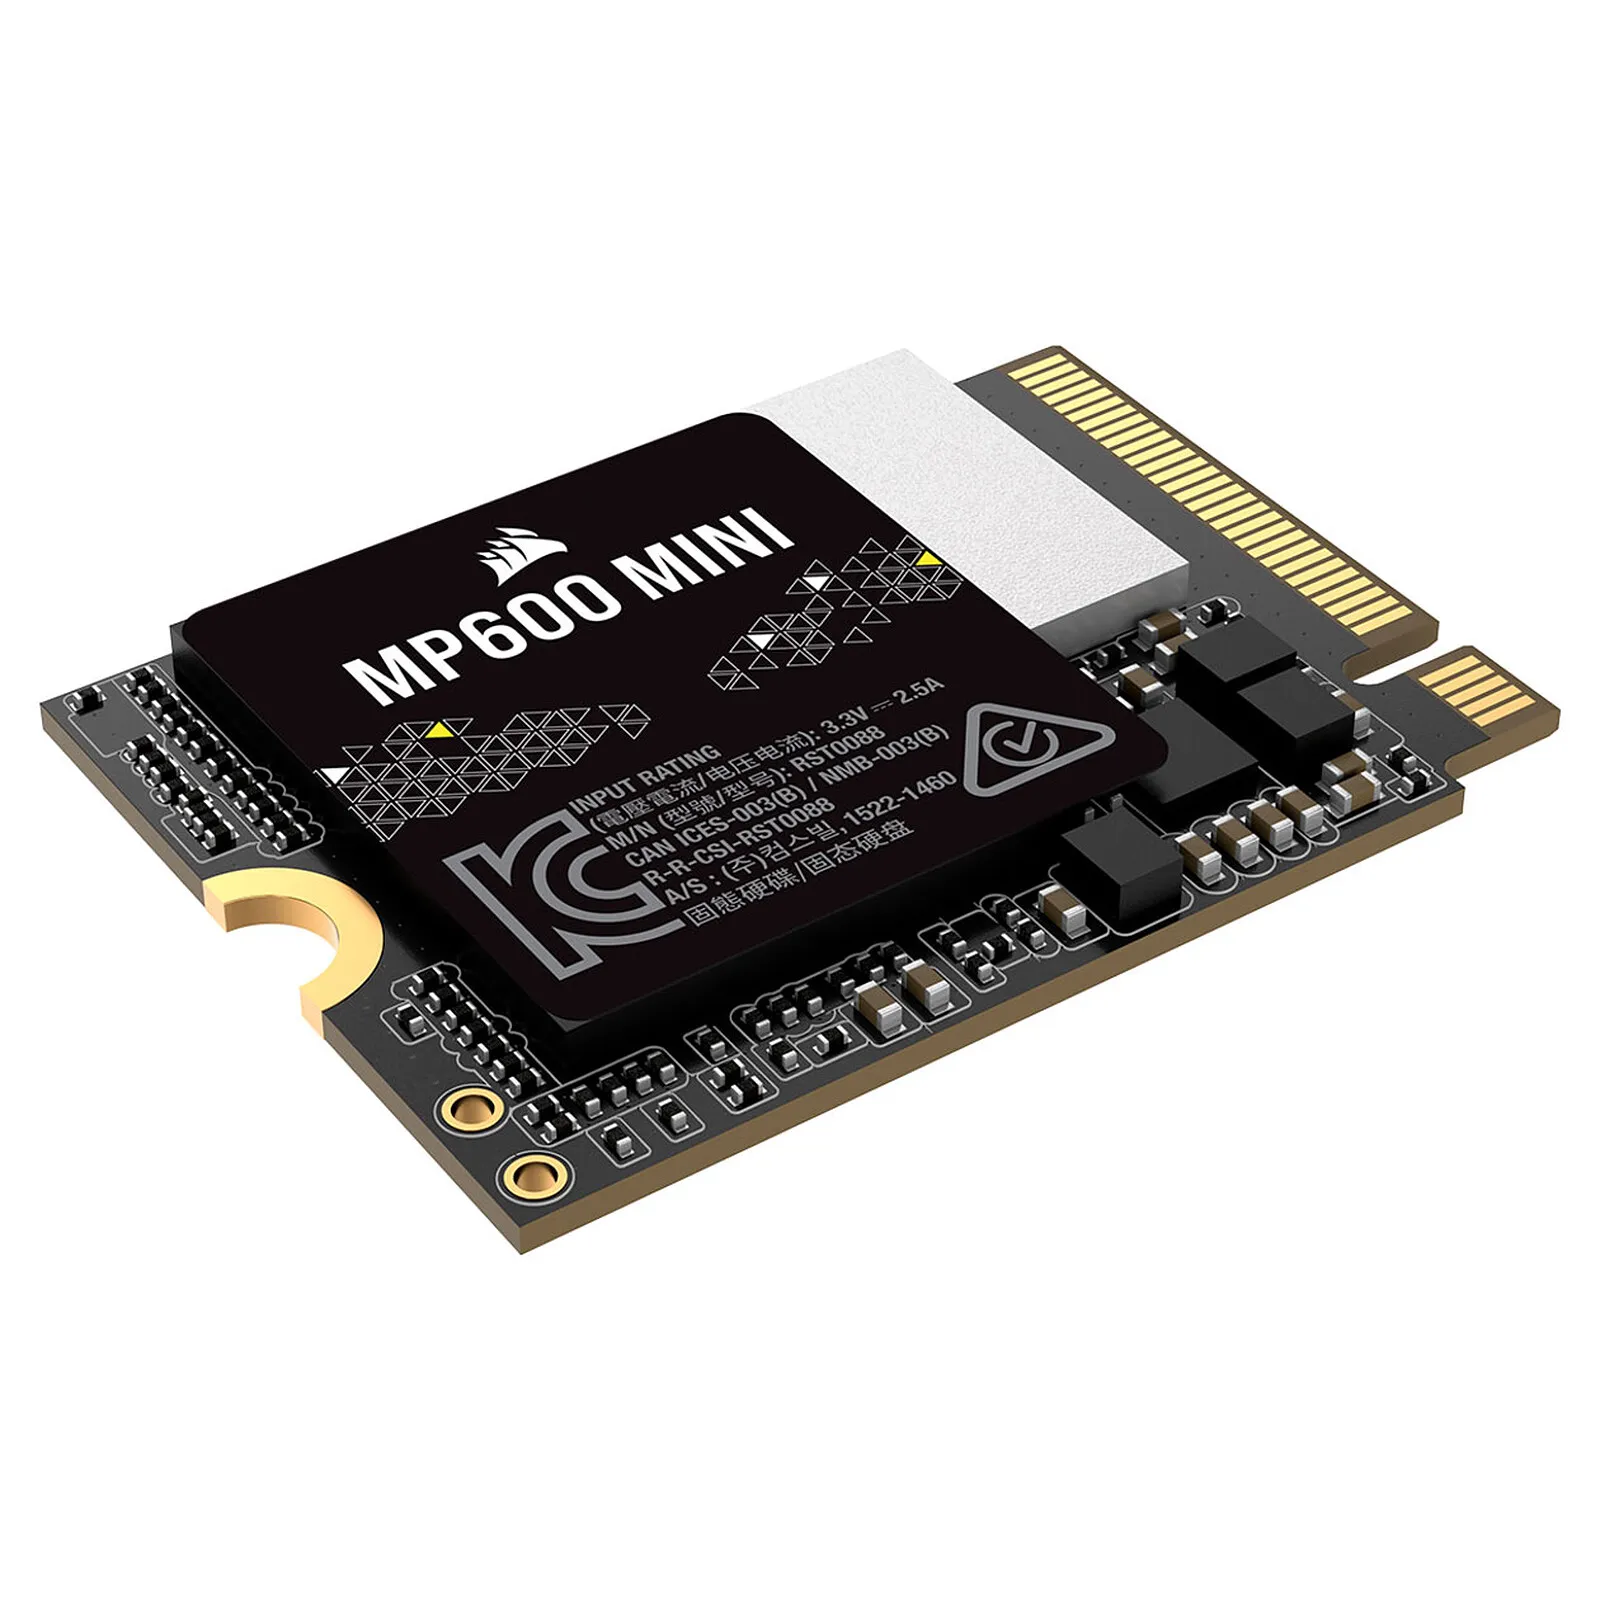 MP600 MINI
INPUT RATING
(電壓電流/电压电流): 3.3V ⎓ 2.5A
M/N (型號/型号): RST0088
CAN ICES-003(B) / NMB-003(B)
R-R-CSI-RST0088
A/S : (주)컴스빌, 1522-1460
固態硬碟/固态硬盘